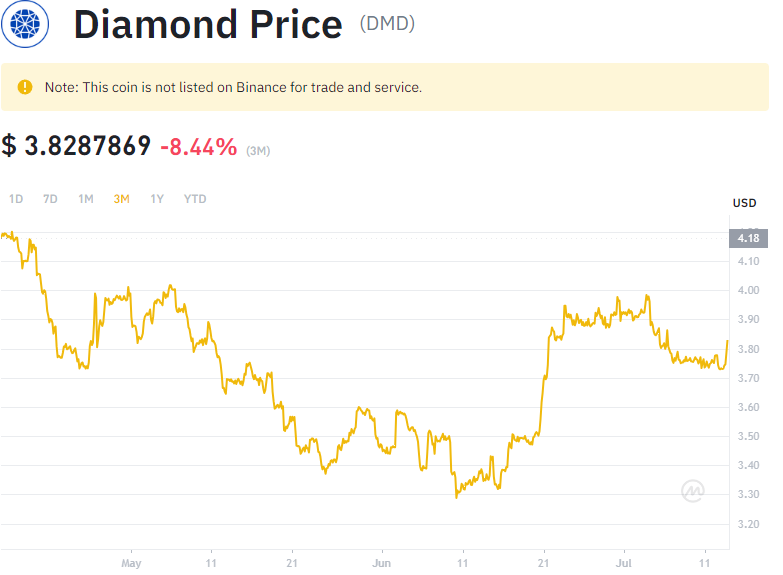 Diamond Price (DMD)
Note: This coin is not listed on Binance for trade and service.
$ 3.8287869 -8.44% (3M)
1D 7D 1M 3M 1Y YTD
USD
4.18
4.10
4.00
3.90
3.80
3.70
3.60
3.50
3.40
3.30
3.20
May 11 21 Jun 11 21 Jul 11